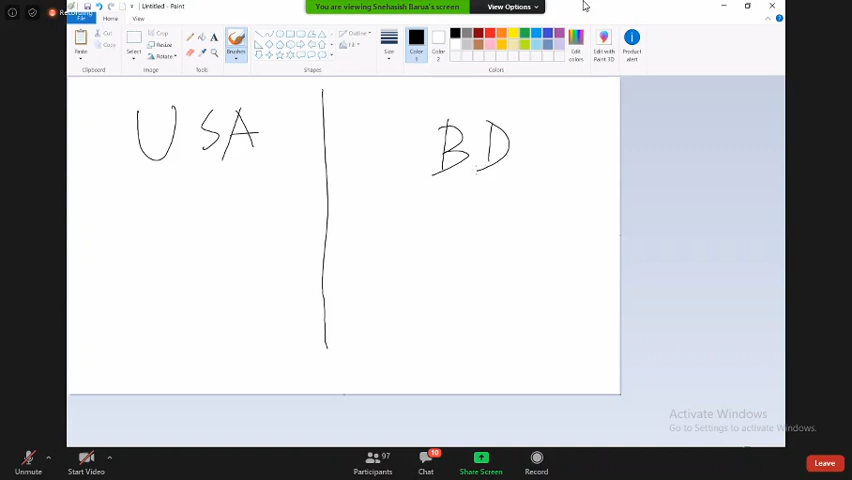 Recording
Untitled - Paint
You are viewing Snehasish Barua's screen
View Options
File
Home
View
Paste
Cut
Copy
Clipboard
Select
Crop
Resize
Rotate
Image
Tools
Brushes
Shapes
Outline
Fill
Size
Color
1
Color
2
Colors
Edit
colors
Edit with
Paint 3D
Product
alert
USA
BD
Activate Windows
Go to Settings to activate Windows.
Unmute
Start Video
97
Participants
10
Chat
Share Screen
Record
Leave